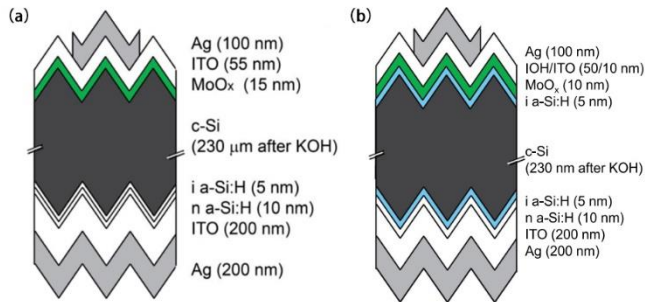 (a)
Ag (100 nm)
ITO (55 nm)
MoOx (15 nm)
c-Si
(230 μm after KOH)
i a-Si:H (5 nm)
n a-Si:H (10 nm)
ITO (200 nm)
Ag (200 nm)
(b)
Ag (100 nm)
IOH/ITO (50/10 nm)
MoOₓ (10 nm)
i a-Si:H (5 nm)
c-Si
(230 nm after KOH)
i a-Si:H (5 nm)
n a-Si:H (10 nm)
ITO (200 nm)
Ag (200 nm)